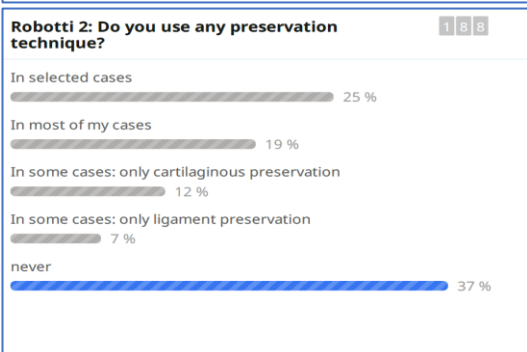 Robotti 2: Do you use any preservation
technique?
188
In selected cases
25 %
In most of my cases
19 %
In some cases: only cartilaginous preservation
12 %
In some cases: only ligament preservation
7 %
never
37 %